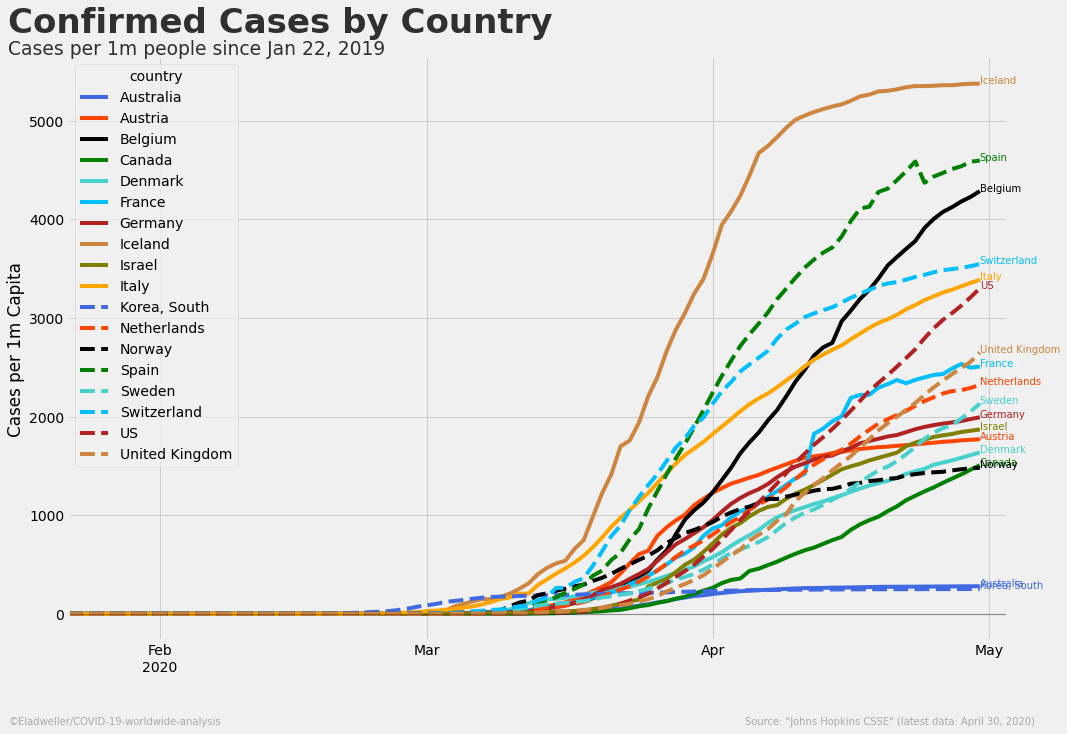 Confirmed Cases by Country
Cases per 1m people since Jan 22, 2019
country
Australia
Austria
Belgium
Canada
Denmark
France
Germany
Iceland
Israel
Italy
Korea, South
Netherlands
Norway
Spain
Sweden
Switzerland
US
United Kingdom
Cases per 1m Capita
5000
4000
3000
2000
1000
0
Iceland
Spain
Belgium
Switzerland
Italy
US
United Kingdom
France
Netherlands
Sweden
Germany
Israel
Austria
Denmark
Canada
Norway
Australia
Korea, South
Feb
2020
Mar
Apr
May
©Eladweller/COVID-19-worldwide-analysis
Source: "Johns Hopkins CSSE" (latest data: April 30, 2020)